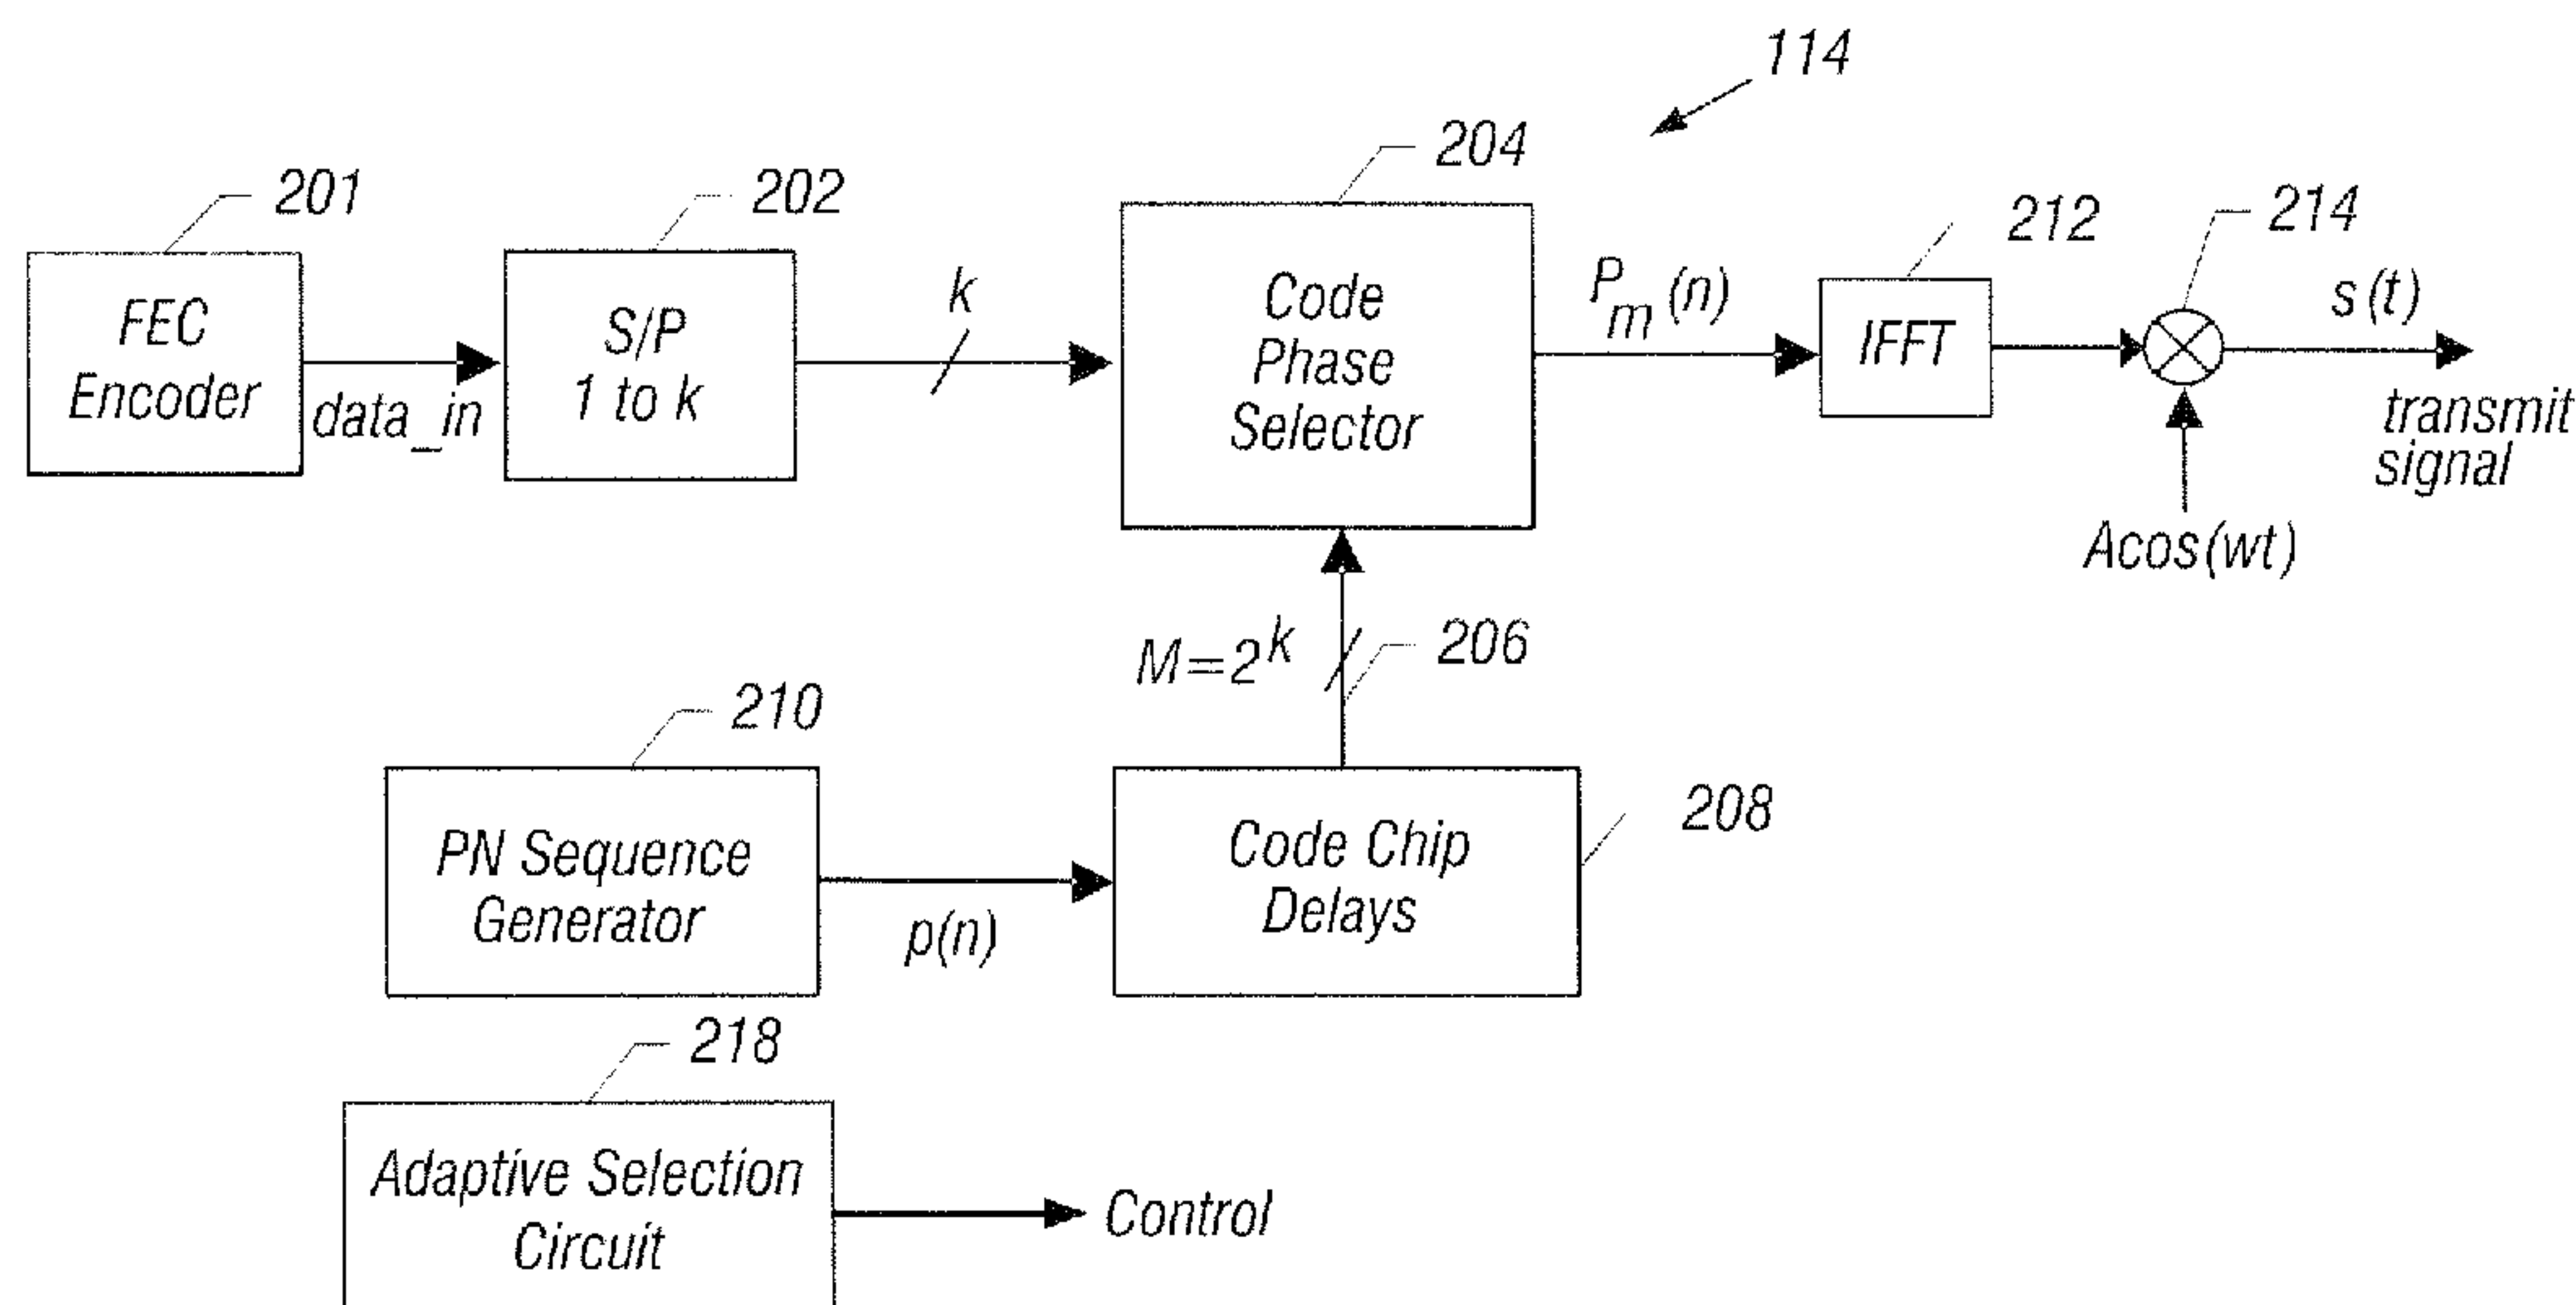 114
201
FEC
Encoder
data_in
202
S/P
1 to k
k
204
Code
Phase
Selector
P_m(n)
212
IFFT
214
s(t)
transmit
signal
Acos(wt)
M=2^k
206
210
PN Sequence
Generator
p(n)
208
Code Chip
Delays
218
Adaptive Selection
Circuit
Control